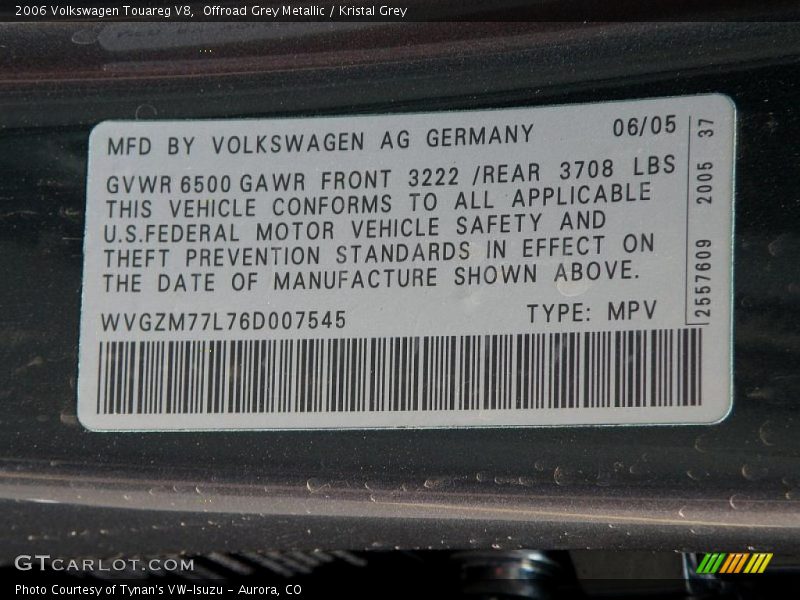 2006 Volkswagen Touareg V8,  Offroad Grey Metallic / Kristal Grey
MFD BY VOLKSWAGEN AG GERMANY 06/05
GVWR 6500 GAWR FRONT 3222 /REAR 3708 LBS
THIS VEHICLE CONFORMS TO ALL APPLICABLE
U.S.FEDERAL MOTOR VEHICLE SAFETY AND
THEFT PREVENTION STANDARDS IN EFFECT ON
THE DATE OF MANUFACTURE SHOWN ABOVE.
WVGZM77L76D007545 TYPE: MPV
2557609 2005 37
GTCARLOT.COM
Photo Courtesy of Tynan's VW-Isuzu - Aurora, CO